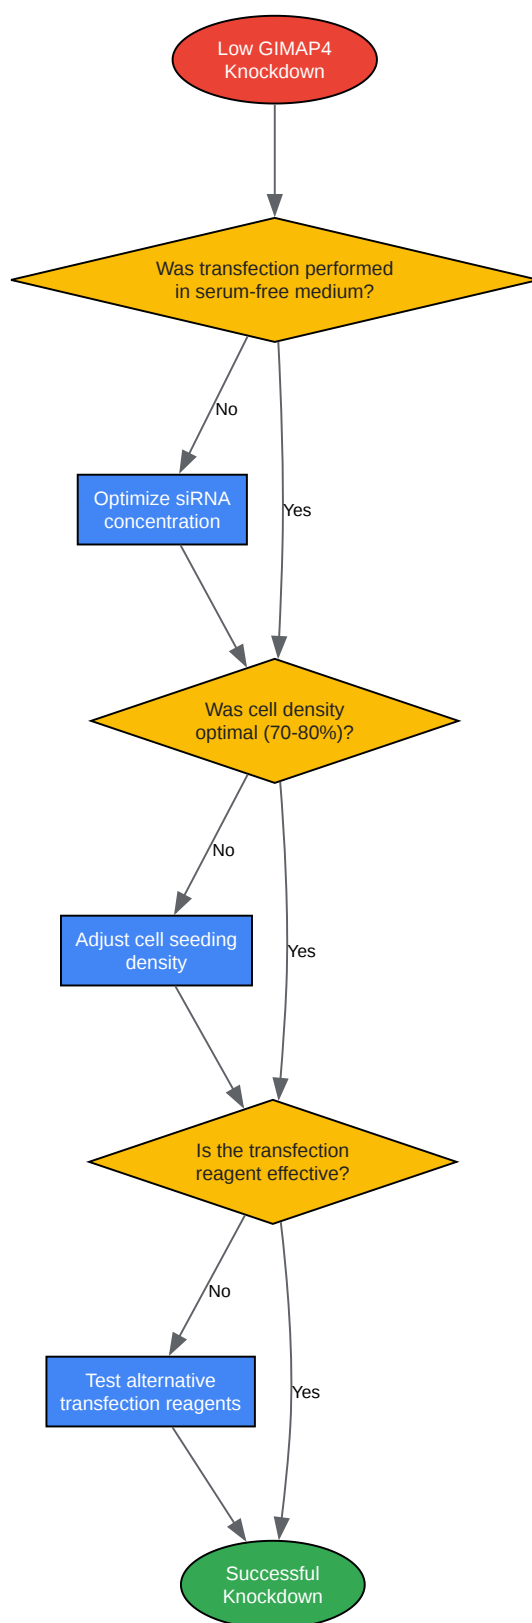 Low GIMAP4
Knockdown
Was transfection performed
in serum-free medium?
No
Optimize siRNA
concentration
Yes
Was cell density
optimal (70-80%)?
No
Adjust cell seeding
density
Yes
Is the transfection
reagent effective?
No
Test alternative
transfection reagents
Yes
Successful
Knockdown